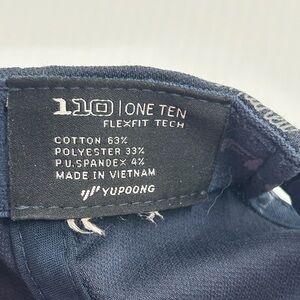 110 | ONE TEN
FLEXFIT TECH
COTTON 63%
POLYESTER 33%
P.U.SPANDEX 4%
MADE IN VIETNAM
YUPOONG